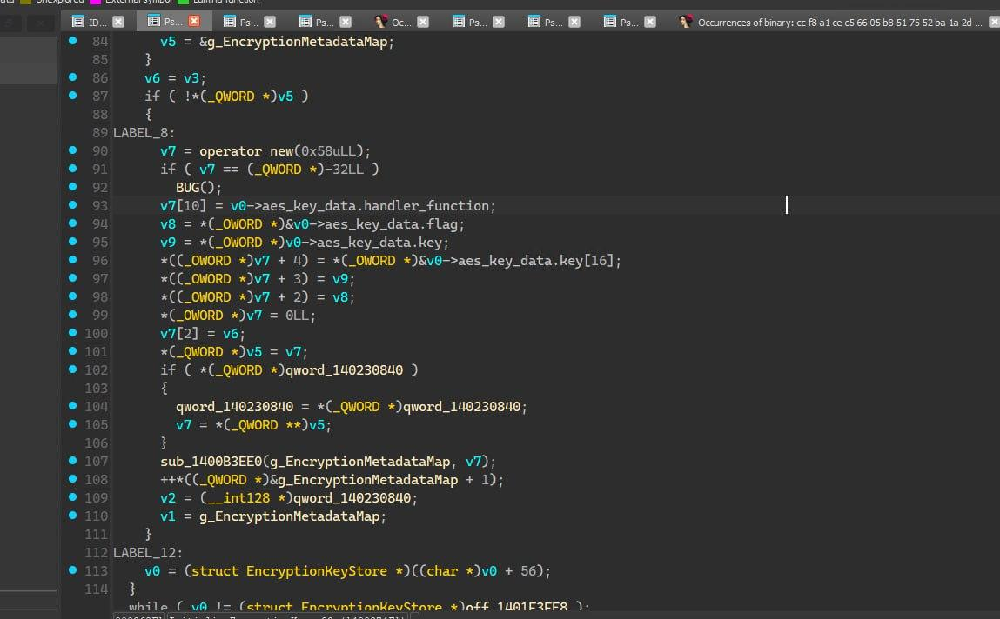 Unexplored External symbol Lumina function
ID... Ps... Ps... Ps... Oc... Ps... Ps... Ps... Occurrences of binary: cc f8 a1 ce c5 66 05 b8 51 75 52 ba 1a 2d ...
84 v5 = &g_EncryptionMetadataMap;
85 }
86 v6 = v3;
87 if ( !*(_QWORD *)v5 )
88 {
89 LABEL_8:
90 v7 = operator new(0x58uLL);
91 if ( v7 == (_QWORD *)-32LL )
92 BUG();
93 v7[10] = v0->aes_key_data.handler_function;
94 v8 = *(_OWORD *)&v0->aes_key_data.flag;
95 v9 = *(_OWORD *)v0->aes_key_data.key;
96 *((_OWORD *)v7 + 4) = *(_OWORD *)&v0->aes_key_data.key[16];
97 *((_OWORD *)v7 + 3) = v9;
98 *((_OWORD *)v7 + 2) = v8;
99 *(_OWORD *)v7 = 0LL;
100 v7[2] = v6;
101 *(_QWORD *)v5 = v7;
102 if ( *(_QWORD *)qword_140230840 )
103 {
104 qword_140230840 = *(_QWORD *)qword_140230840;
105 v7 = *(_QWORD **)v5;
106 }
107 sub_1400B3EE0(g_EncryptionMetadataMap, v7);
108 ++*((_QWORD *)&g_EncryptionMetadataMap + 1);
109 v2 = (__int128 *)qword_140230840;
110 v1 = g_EncryptionMetadataMap;
111 }
112 LABEL_12:
113 v0 = (struct EncryptionKeyStore *)((char *)v0 + 56);
114 }
while ( v0 != (struct EncryptionKeyStore *)off_1401F3FE8 );